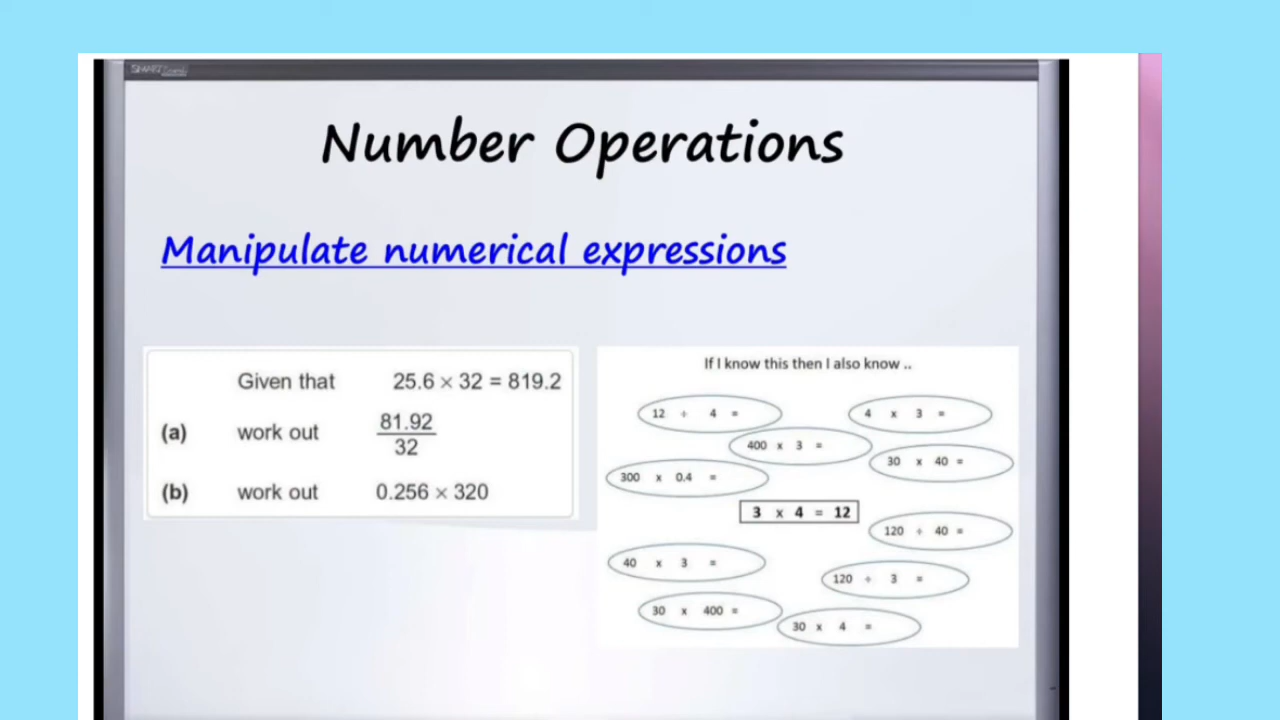 SMART Board
Number Operations
Manipulate numerical expressions
Given that 25.6 × 32 = 819.2
(a) work out 81.92
32
(b) work out 0.256 × 320
If I know this then I also know ..
12 ÷ 4 =
4 x 3 =
400 x 3 =
30 x 40 =
300 x 0.4 =
3 x 4 = 12
120 ÷ 40 =
40 x 3 =
120 ÷ 3 =
30 x 400 =
30 x 4 =